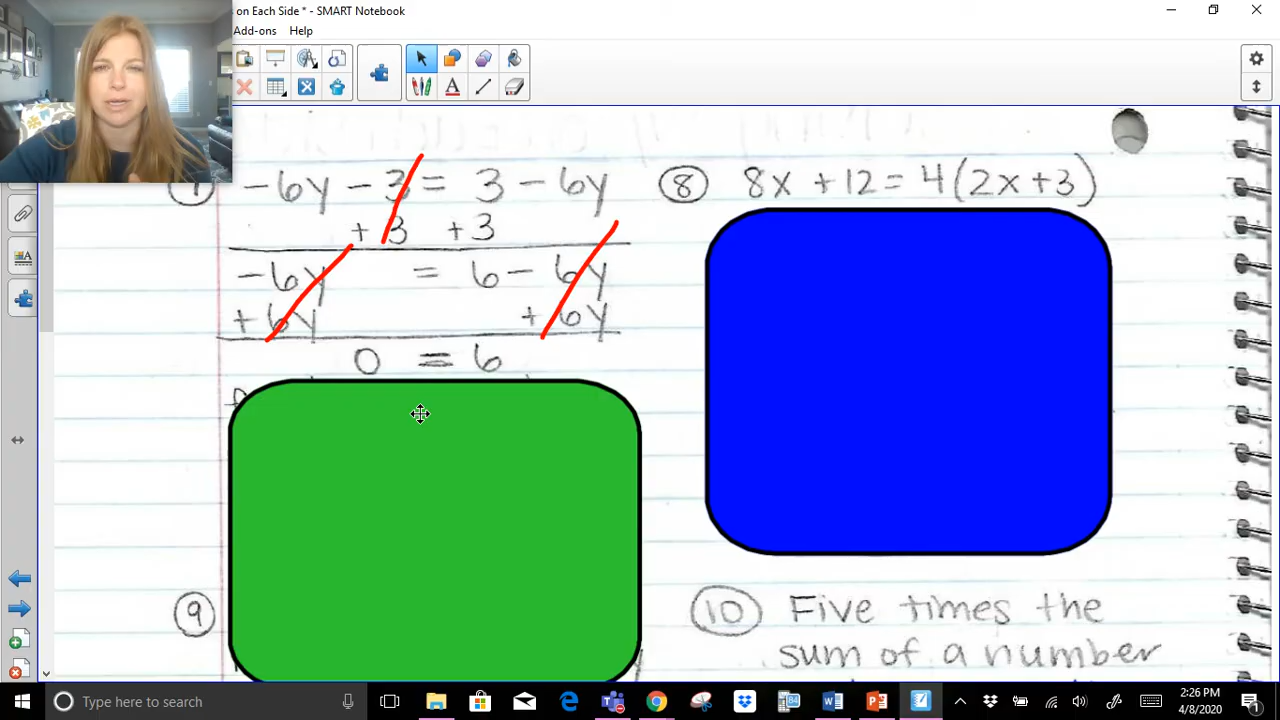 s on Each Side * - SMART Notebook
Add-ons Help
-6y - 3 = 3 - 6y
+ 3 + 3
-6y = 6 - 6y
+ 6y + 6y
0 = 6
⑧ 8x + 12 = 4(2x + 3)
⑨
⑩ Five times the
sum of a number
Type here to search
2:26 PM
4/8/2020